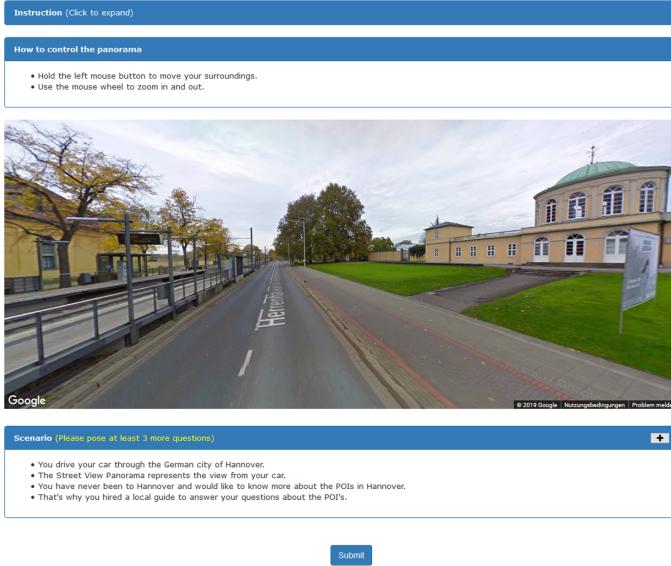 Instruction (Click to expand)
How to control the panorama
Hold the left mouse button to move your surroundings.
Use the mouse wheel to zoom in and out.
Google
© 2019 Google Nutzungsbedingungen Problem melde
Scenario (Please pose at least 3 more questions)
+
You drive your car through the German city of Hannover.
The Street View Panorama represents the view from your car.
You have never been to Hannover and would like to know more about the POIs in Hannover.
That's why you hired a local guide to answer your questions about the POI's.
Submit